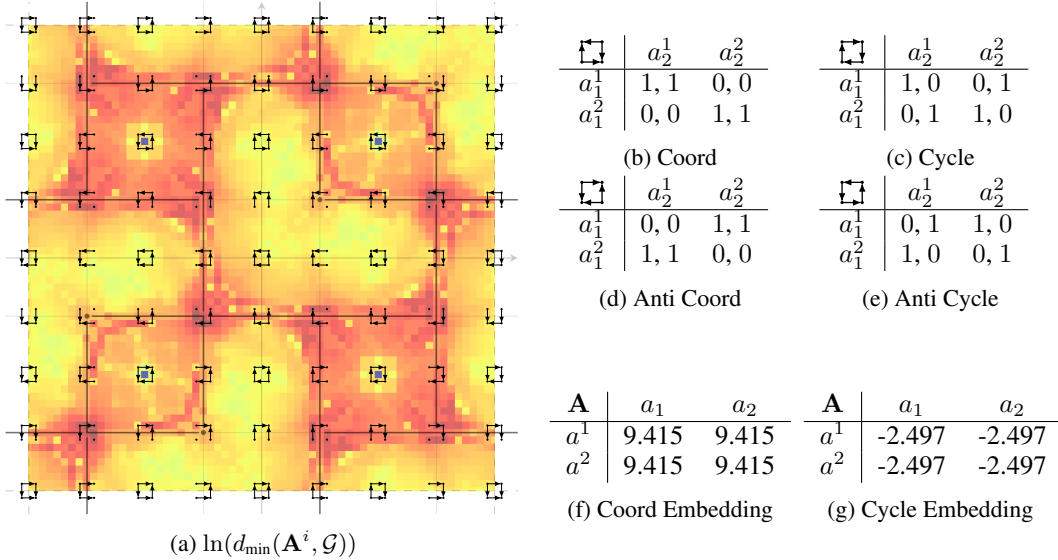 a_2^1 a_2^2
a_1^1 1, 1 0, 0
a_1^2 0, 0 1, 1
(b) Coord
a_2^1 a_2^2
a_1^1 1, 0 0, 1
a_1^2 0, 1 1, 0
(c) Cycle
a_2^1 a_2^2
a_1^1 0, 0 1, 1
a_1^2 1, 1 0, 0
(d) Anti Coord
a_2^1 a_2^2
a_1^1 0, 1 1, 0
a_1^2 1, 0 0, 1
(e) Anti Cycle
A a_1 a_2
a^1 9.415 9.415
a^2 9.415 9.415
(f) Coord Embedding
A a_1 a_2
a^1 -2.497 -2.497
a^2 -2.497 -2.497
(g) Cycle Embedding
(a) ln(d_min(A^i, 𝒢))